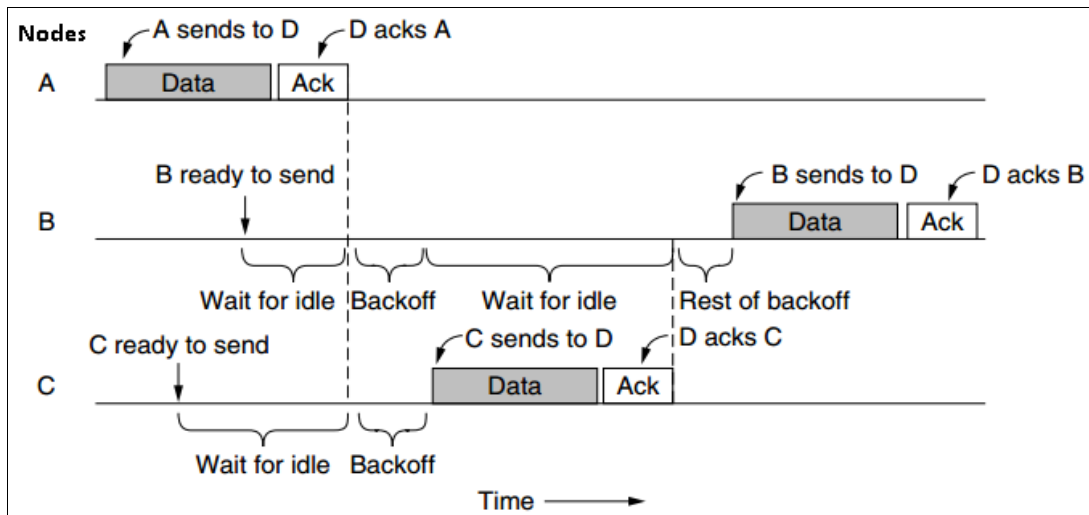 Nodes
A sends to D
D acks A
A
Data
Ack
B ready to send
B sends to D
D acks B
B
Data
Ack
Wait for idle
Backoff
Wait for idle
Rest of backoff
C ready to send
C sends to D
D acks C
C
Data
Ack
Wait for idle
Backoff
Time